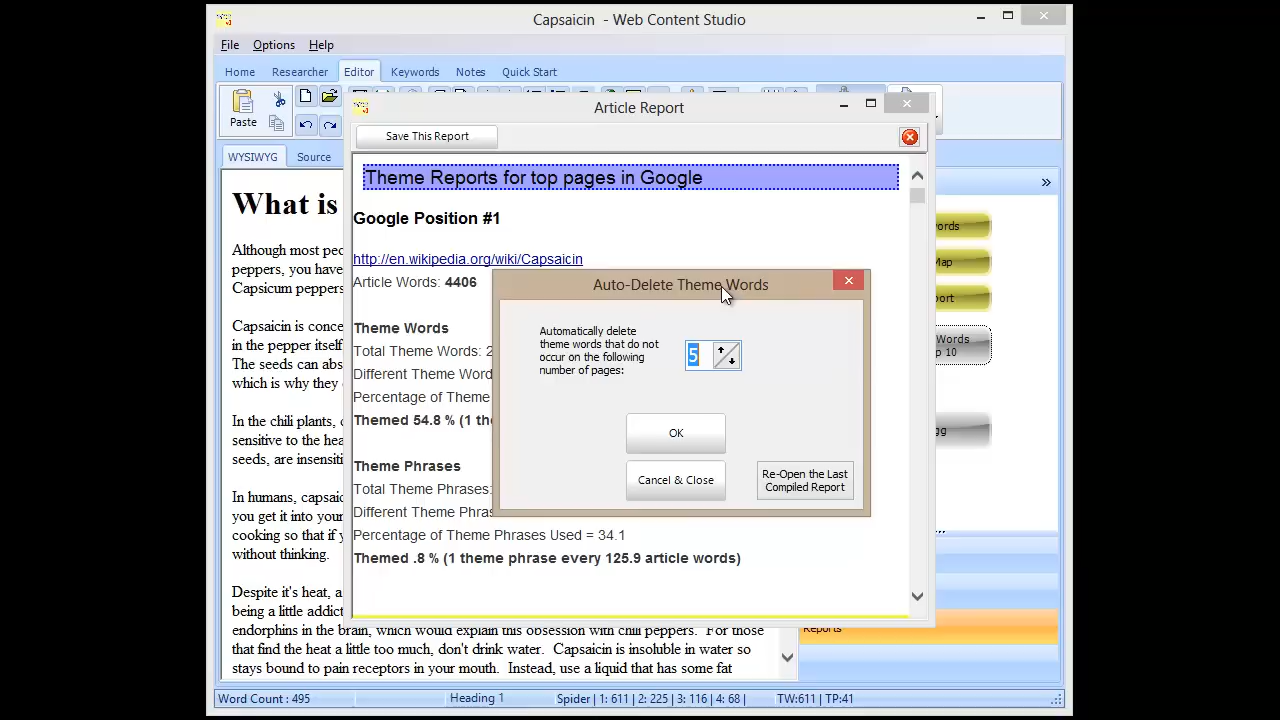 Capsaicin - Web Content Studio
File Options Help
Home Researcher Editor Keywords Notes Quick Start
Paste
Article Report
Save This Report
WYSIWYG Source
Theme Reports for top pages in Google
Google Position #1
http://en.wikipedia.org/wiki/Capsaicin
Article Words: 4406
Theme Words
Total Theme Words: 2
Different Theme Word
Percentage of Theme
Themed 54.8 % (1 th
Theme Phrases
Total Theme Phrases:
Different Theme Phras
Percentage of Theme Phrases Used = 34.1
Themed .8 % (1 theme phrase every 125.9 article words)
Auto-Delete Theme Words
Automatically delete
theme words that do not
occur on the following
number of pages:
5
OK
Cancel & Close
Re-Open the Last
Compiled Report
What is
Although most peo
peppers, you have
Capsicum peppers
Capsaicin is conce
in the pepper itself
The seeds can abs
which is why they
In the chili plants, c
sensitive to the hea
seeds, are insensiti
In humans, capsaic
you get it into your
cooking so that if y
without thinking.
Despite it's heat, a
being a little addict
endorphins in the brain, which would explain this obsession with chili peppers. For those
that find the heat a little too much, don't drink water. Capsaicin is insoluble in water so
stays bound to pain receptors in your mouth. Instead, use a liquid that has some fat
ords
Map
port
Words
p 10
gg
Reports
Word Count : 495 Heading 1 Spider | 1: 611 | 2: 225 | 3: 116 | 4: 68 | TW:611 | TP:41